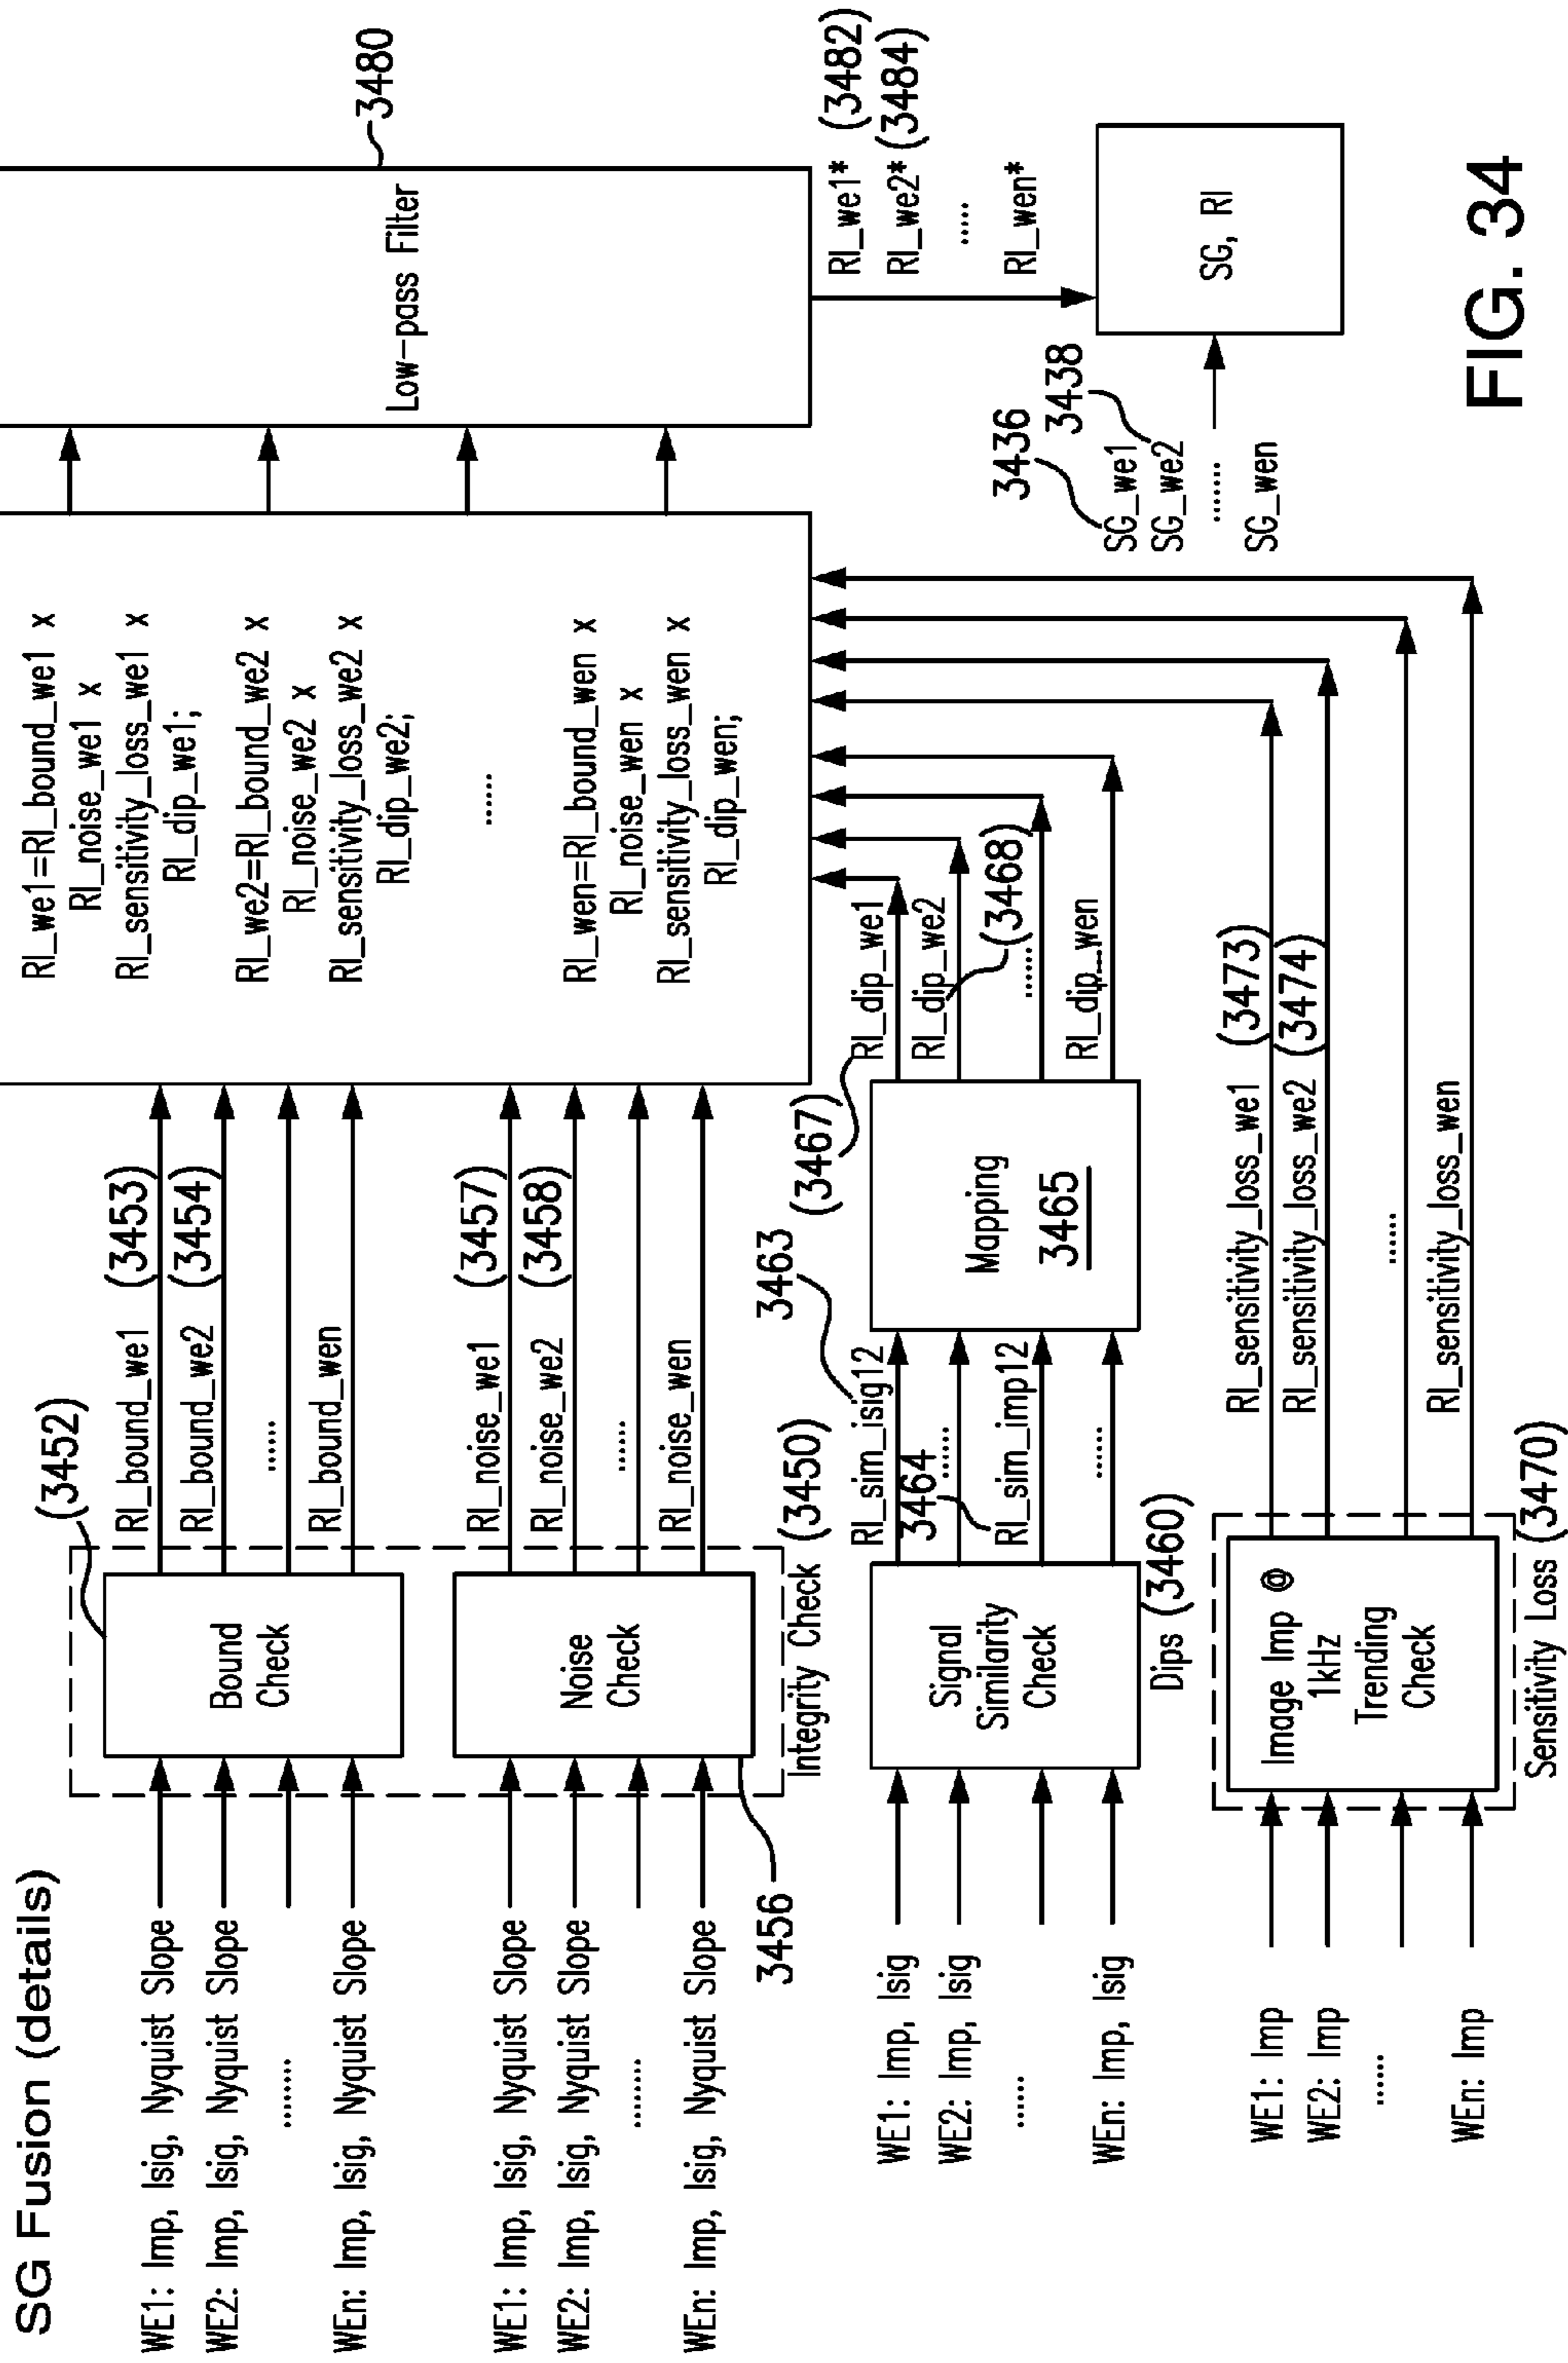 SG Fusion (details)
(3452)
WE1: Imp, Isig, Nyquist Slope
WE2: Imp, Isig, Nyquist Slope
........
WEn: Imp, Isig, Nyquist Slope
Bound
Check
RI_bound_we1 (3453)
RI_bound_we2 (3454)
......
RI_bound_wen
WE1: Imp, Isig, Nyquist Slope
WE2: Imp, Isig, Nyquist Slope
........
WEn: Imp, Isig, Nyquist Slope
3456
Noise
Check
RI_noise_we1 (3457)
RI_noise_we2 (3458)
......
RI_noise_wen
Integrity Check (3450)
RI_we1=RI_bound_we1 x
RI_noise_we1 x
RI_sensitivity_loss_we1 x
RI_dip_we1;
RI_we2=RI_bound_we2 x
RI_noise_we2 x
RI_sensitivity_loss_we2 x
RI_dip_we2;
......
RI_wen=RI_bound_wen x
RI_noise_wen x
RI_sensitivity_loss_wen x
RI_dip_wen;
Low-pass Filter
3480
WE1: Imp, Isig
WE2: Imp, Isig
......
WEn: Imp, Isig
Signal
Similarity
Check
Dips (3460)
3463
RI_sim_isig12
......
3464
RI_sim_imp12
......
Mapping
3465
(3467)
RI_dip_we1
RI_dip_we2
(3468)
......
RI_dip_wen
RI_we1* (3482)
RI_we2* (3484)
.....
RI_wen*
3436
3438
SG_we1
SG_we2
.......
SG_wen
SG, RI
WE1: Imp
WE2: Imp
......
WEn: Imp
Image Imp @
1kHz
Trending
Check
Sensitivity Loss (3470)
RI_sensitivity_loss_we1 (3473)
RI_sensitivity_loss_we2 (3474)
......
RI_sensitivity_loss_wen
FIG. 34